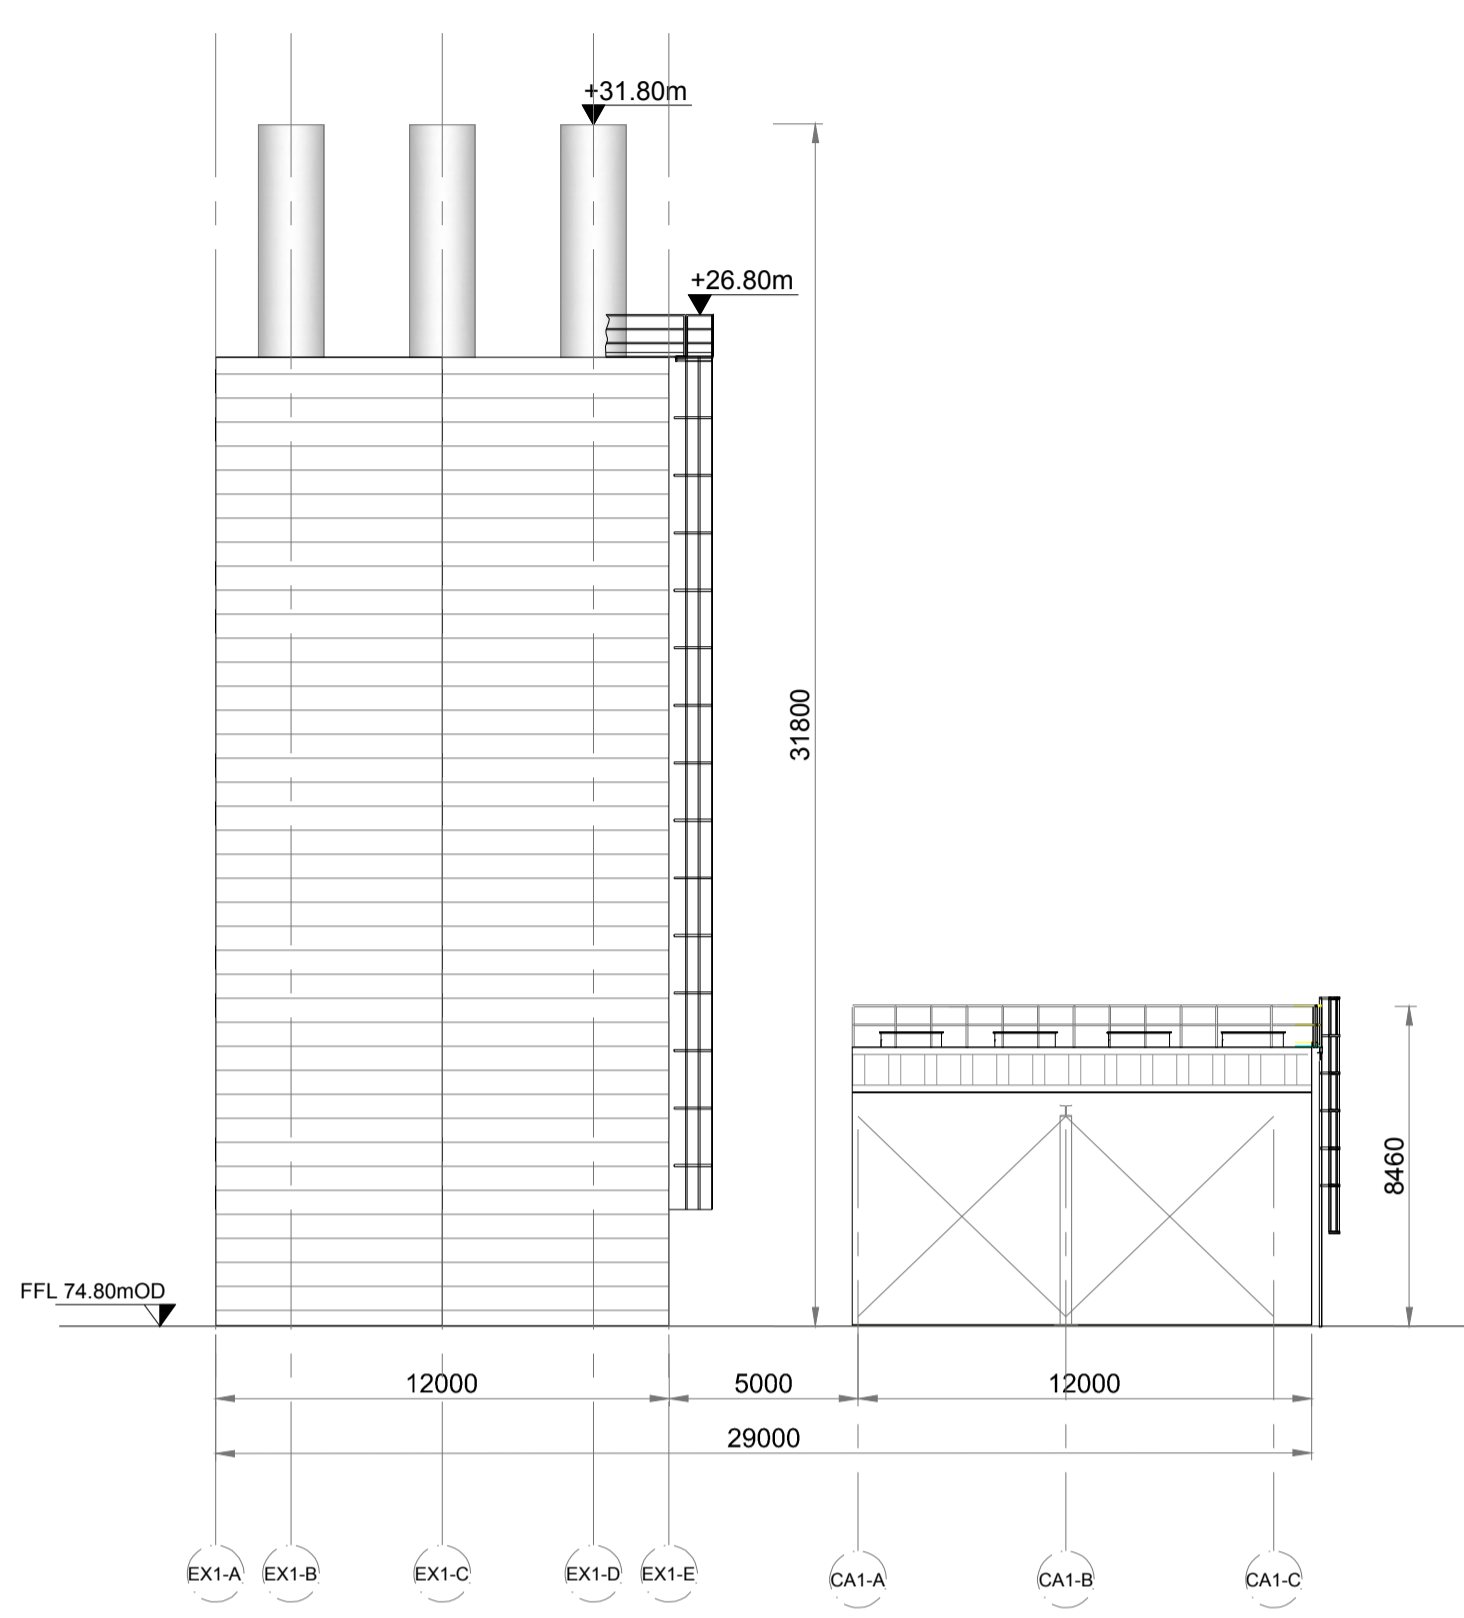 +31.80m
+26.80m
31800
8460
FFL 74.80mOD
12000
5000
12000
29000
EX1-A
EX1-B
EX1-C
EX1-D
EX1-E
CA1-A
CA1-B
CA1-C